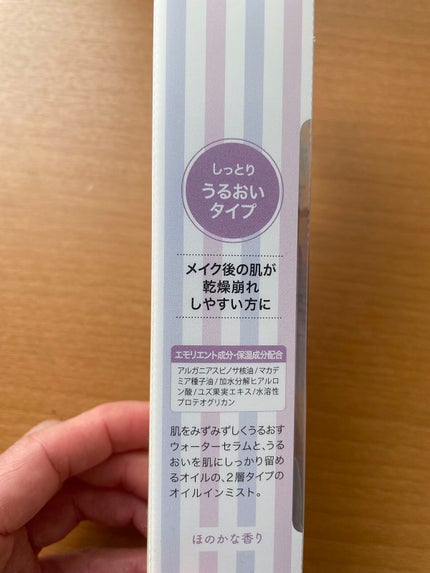 しっとり
うるおい
タイプ
メイク後の肌が
乾燥崩れ
しやすい方に
エモリエント成分・保湿成分配合
アルガニアスピノサ核油/マカデ
ミア種子油/加水分解ヒアルロ
ン酸/ユズ果実エキス/水溶性
プロテオグリカン
肌をみずみずしくうるおす
ウォーターセラムと、うる
おいを肌にしっかり留め
るオイルの、2層タイプの
オイルインミスト。
ほのかな香り